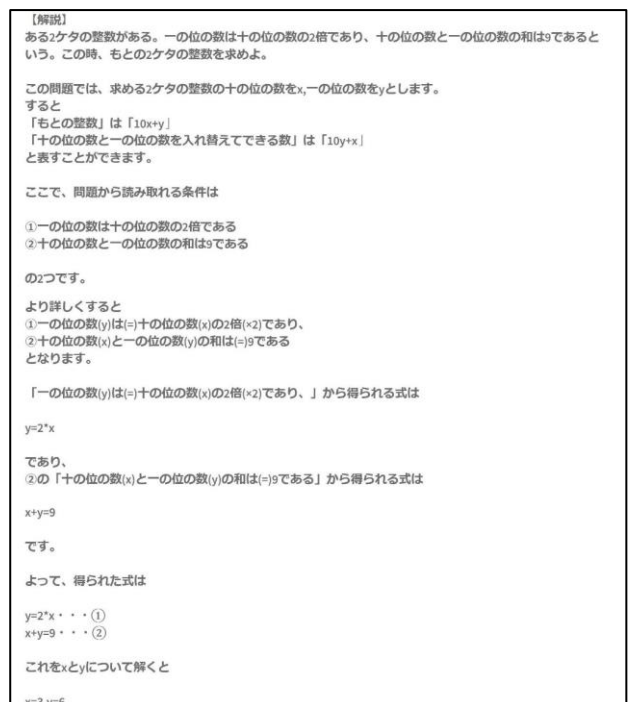 【解説】
ある2ケタの整数がある。一の位の数は十の位の数の2倍であり、十の位の数と一の位の数の和は9であると
いう。この時、もとの2ケタの整数を求めよ。
この問題では、求める2ケタの整数の十の位の数をx,一の位の数をyとします。
すると
「もとの整数」は「10x+y」
「十の位の数と一の位の数を入れ替えてできる数」は「10y+x」
と表すことができます。
ここで、問題から読み取れる条件は
①一の位の数は十の位の数の2倍である
②十の位の数と一の位の数の和は9である
の2つです。
より詳しくすると
①一の位の数(y)は(=)十の位の数(x)の2倍(×2)であり、
②十の位の数(x)と一の位の数(y)の和は(=)9である
となります。
「一の位の数(y)は(=)十の位の数(x)の2倍(×2)であり、」から得られる式は
y=2*x
であり、
②の「十の位の数(x)と一の位の数(y)の和は(=)9である」から得られる式は
x+y=9
です。
よって、得られた式は
y=2*x・・・①
x+y=9・・・②
これをxとyについて解くと
x=3,y=6